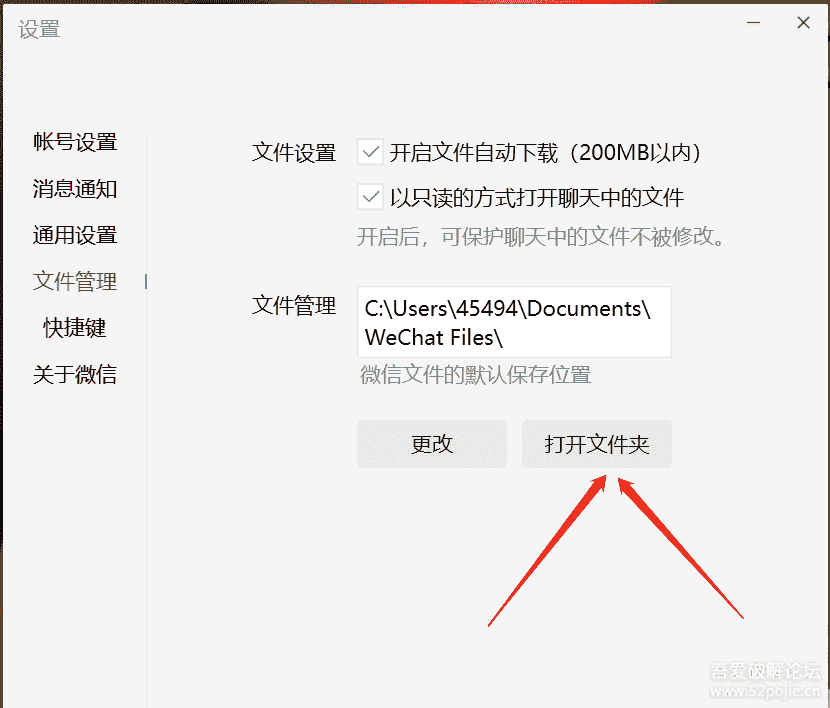 设置
帐号设置
消息通知
通用设置
文件管理
快捷键
关于微信
文件设置
开启文件自动下载（200MB以内）
以只读的方式打开聊天中的文件
开启后，可保护聊天中的文件不被修改。
文件管理
C:\Users\45494\Documents\
WeChat Files\
微信文件的默认保存位置
更改
打开文件夹
吾爱破解论坛
www.52pojie.cn